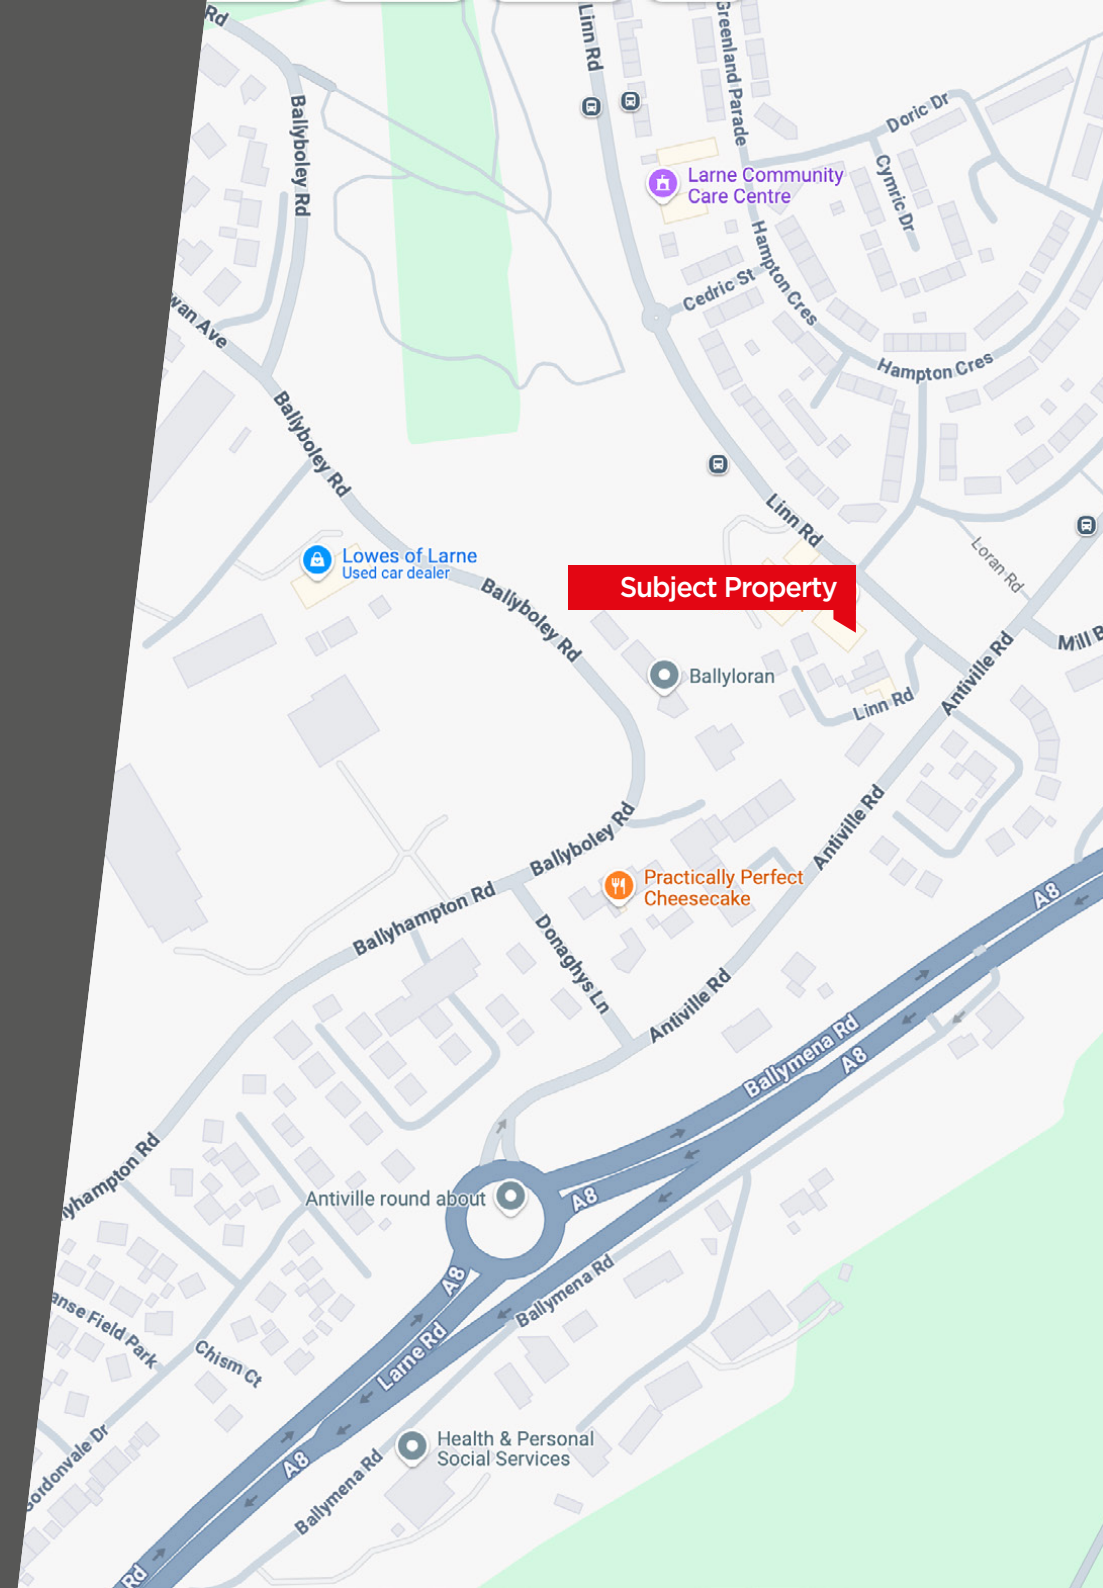 Rd
Linn Rd
Greenland Parade
Ballyboley Rd
Doric Dr
Larne Community
Care Centre
Cymric Dr
Hampton Cres
Cedric St
wan Ave
Hampton Cres
Ballyboley Rd
Linn Rd
Lowes of Larne
Used car dealer
Loran Rd
Subject Property
Ballyboley Rd
Mill B
Antiville Rd
Ballyloran
Linn Rd
Antiville Rd
Ballyboley Rd
Practically Perfect
Cheesecake
A8
Ballyhampton Rd
Donaghys Ln
Antiville Rd
Ballymena Rd
A8
lyhampton Rd
Antiville round about
A8
A8
Ballymena Rd
anse Field Park
Larne Rd
Chism Ct
Health & Personal
Social Services
Gordonvale Dr
A8
Ballymena Rd
Rd